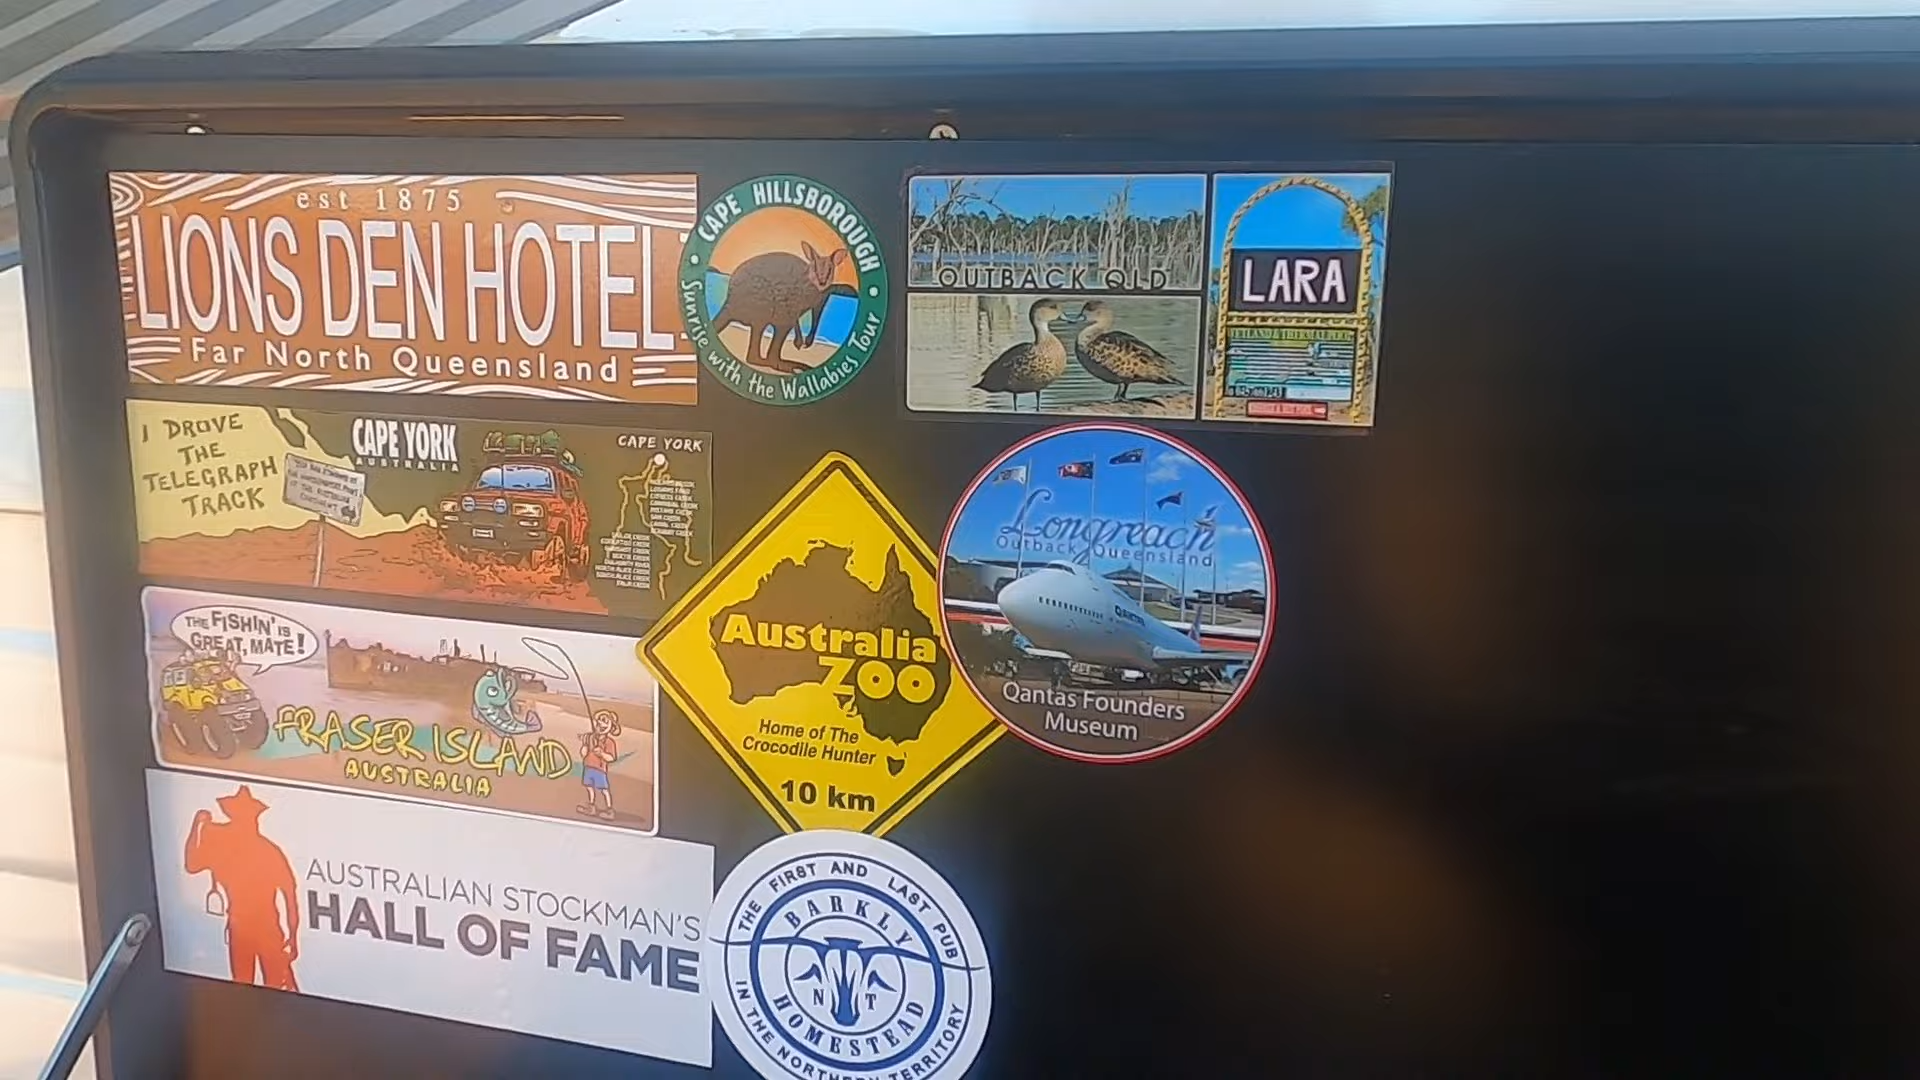 est 1875
LIONS DEN HOTEL
Far North Queensland
CAPE HILLSBOROUGH
Sunrise with the Wallabies Tour
OUTBACK QLD
LARA
I DROVE
THE
TELEGRAPH
TRACK
CAPE YORK
AUSTRALIA
CAPE YORK
THE FISHIN' IS
GREAT, MATE!
FRASER ISLAND
AUSTRALIA
Australia
ZOO
Home of The
Crocodile Hunter
10 km
Longreach
Outback Queensland
QANTAS
Qantas Founders
Museum
AUSTRALIAN STOCKMAN'S
HALL OF FAME
THE FIRST AND LAST PUB
BARKLY
N T
HOMESTEAD
IN THE NORTHERN TERRITORY